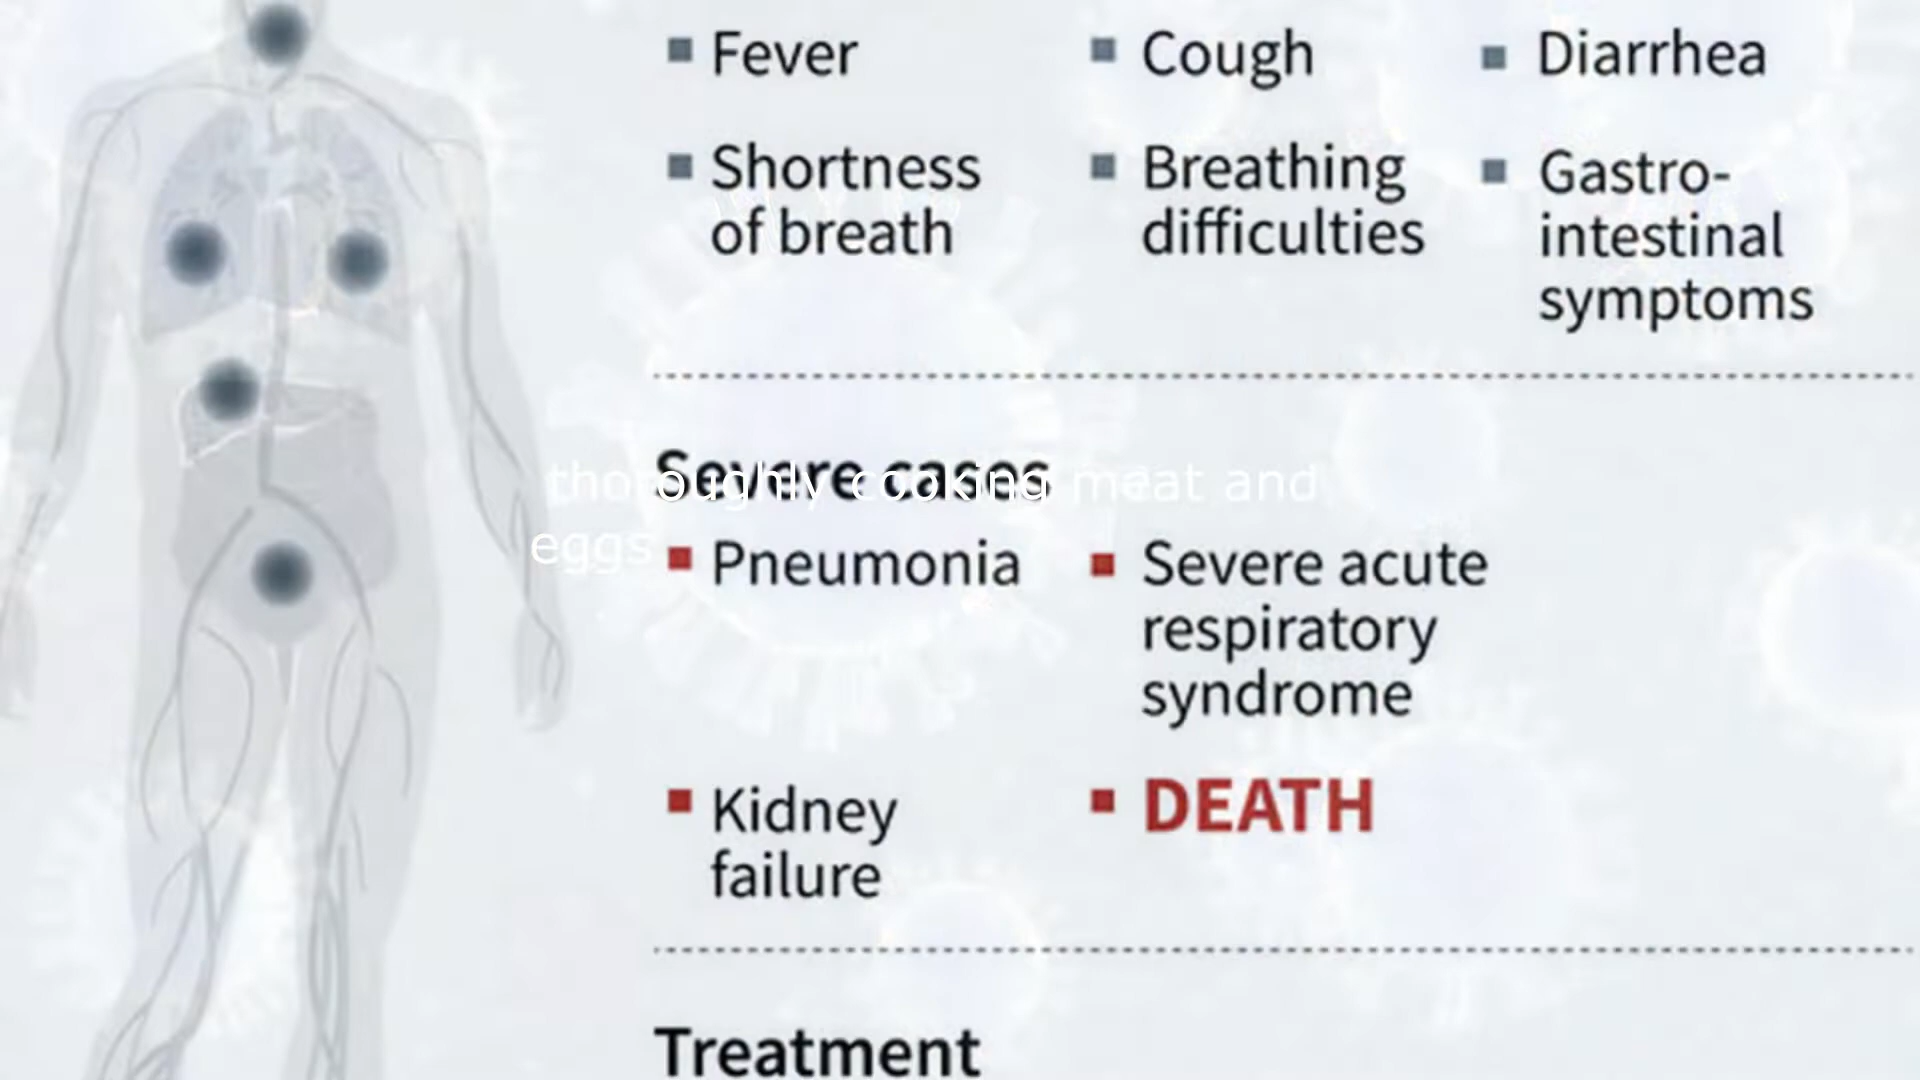 Fever
Cough
Diarrhea
Shortness
of breath
Breathing
difficulties
Gastro-
intestinal
symptoms
Severe cases
thoroughly cooking meat and
eggs
Pneumonia
Severe acute
respiratory
syndrome
Kidney
failure
DEATH
Treatment